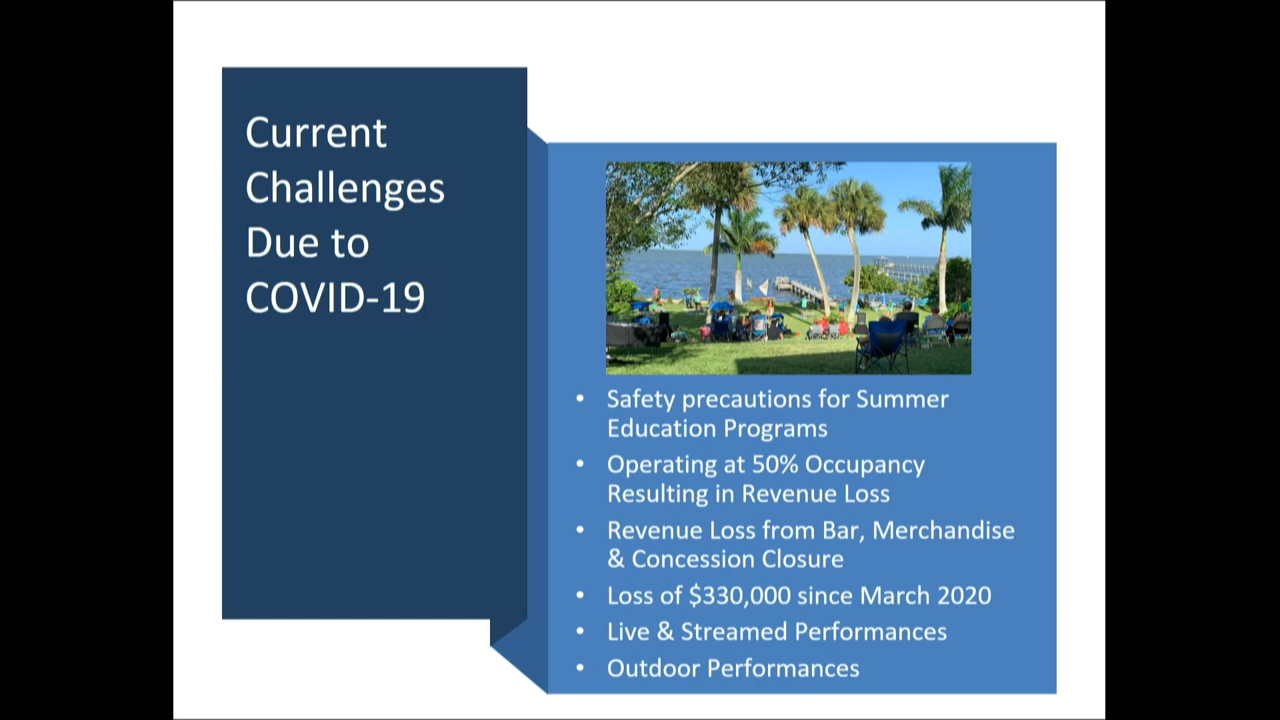 Current
Challenges
Due to
COVID-19
• Safety precautions for Summer
Education Programs
• Operating at 50% Occupancy
Resulting in Revenue Loss
• Revenue Loss from Bar, Merchandise
& Concession Closure
• Loss of $330,000 since March 2020
• Live & Streamed Performances
• Outdoor Performances